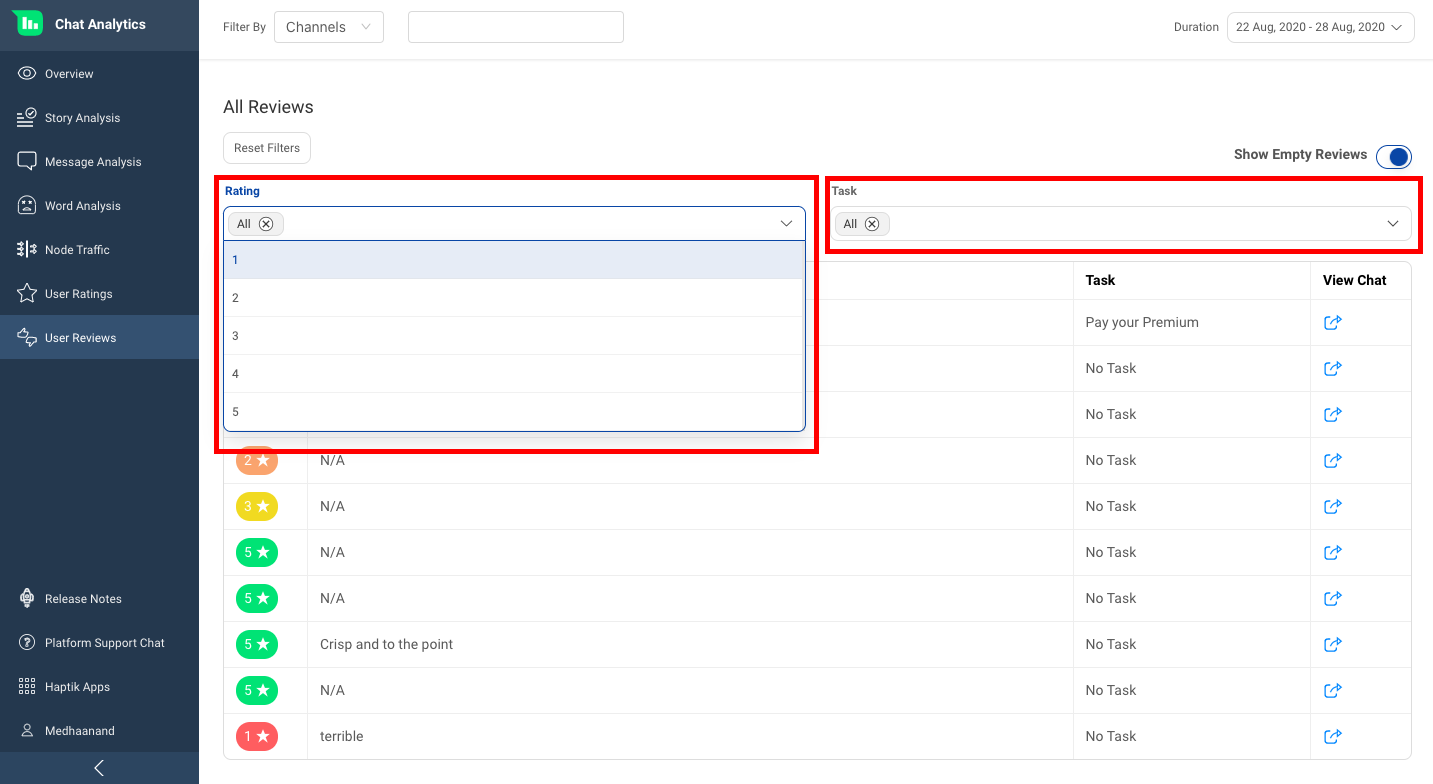 Chat Analytics
Filter By Channels
Duration 22 Aug, 2020 - 28 Aug, 2020
Overview
Story Analysis
Message Analysis
Word Analysis
Node Traffic
User Ratings
User Reviews
Release Notes
Platform Support Chat
Haptik Apps
Medhaanand
All Reviews
Reset Filters
Show Empty Reviews
Rating
All
1
2
3
4
5
Task
All
Task View Chat
Pay your Premium
No Task
No Task
2 N/A No Task
3 N/A No Task
5 N/A No Task
5 N/A No Task
5 Crisp and to the point No Task
5 N/A No Task
1 terrible No Task